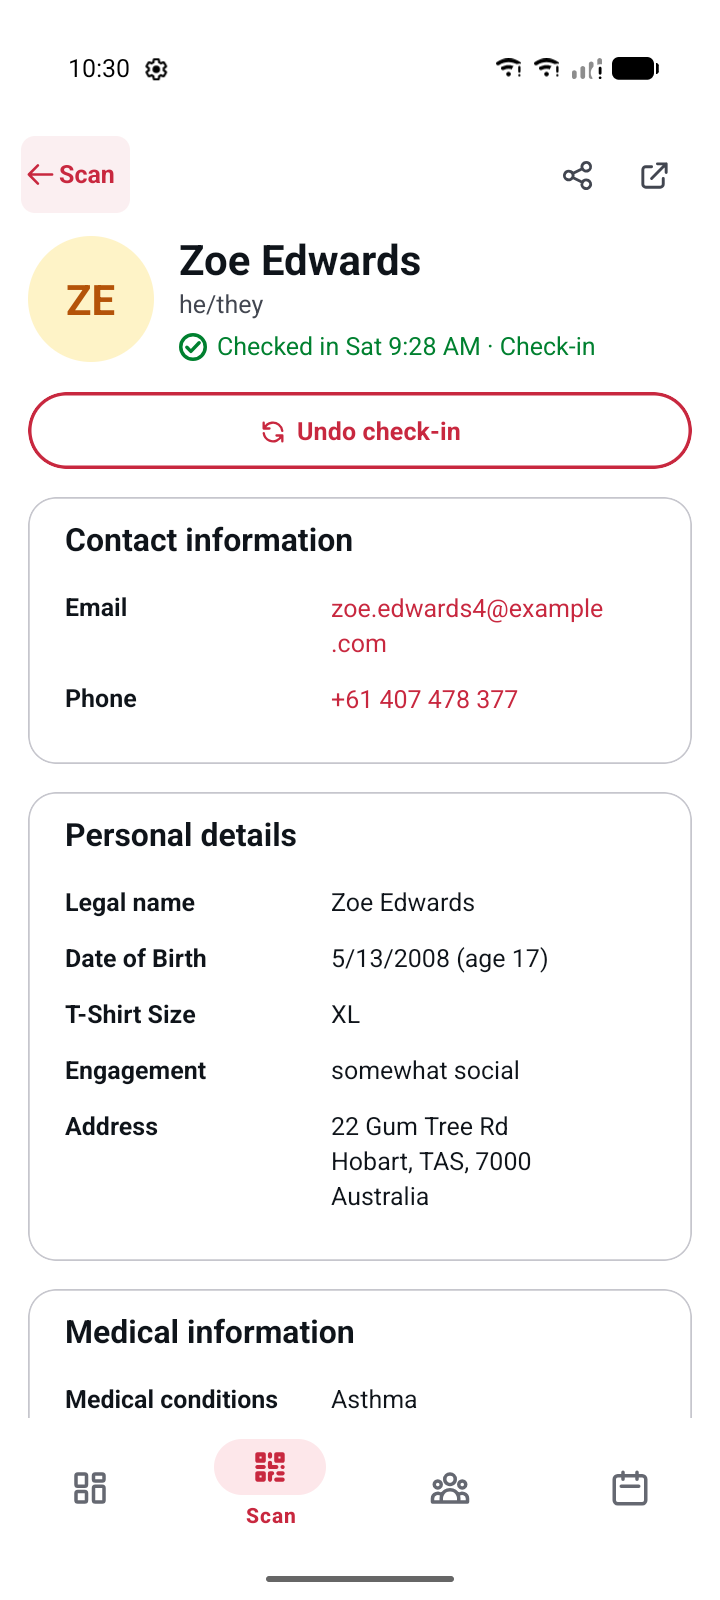 10:30
Scan
ZE
Zoe Edwards
he/they
Checked in Sat 9:28 AM · Check-in
Undo check-in
Contact information
Email
zoe.edwards4@example
.com
Phone
+61 407 478 377
Personal details
Legal name
Zoe Edwards
Date of Birth
5/13/2008 (age 17)
T-Shirt Size
XL
Engagement
somewhat social
Address
22 Gum Tree Rd
Hobart, TAS, 7000
Australia
Medical information
Medical conditions
Asthma
Scan